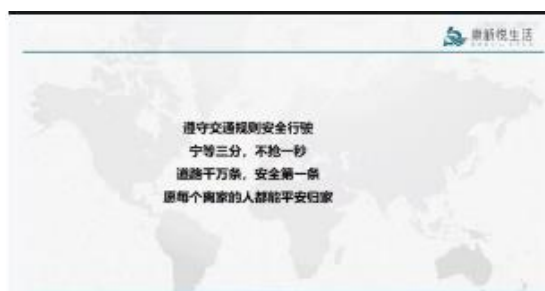 遵守交通规则安全行驶
宁等三分，不抢一秒
道路千万条，安全第一条
愿每个离家的人都能平安归家